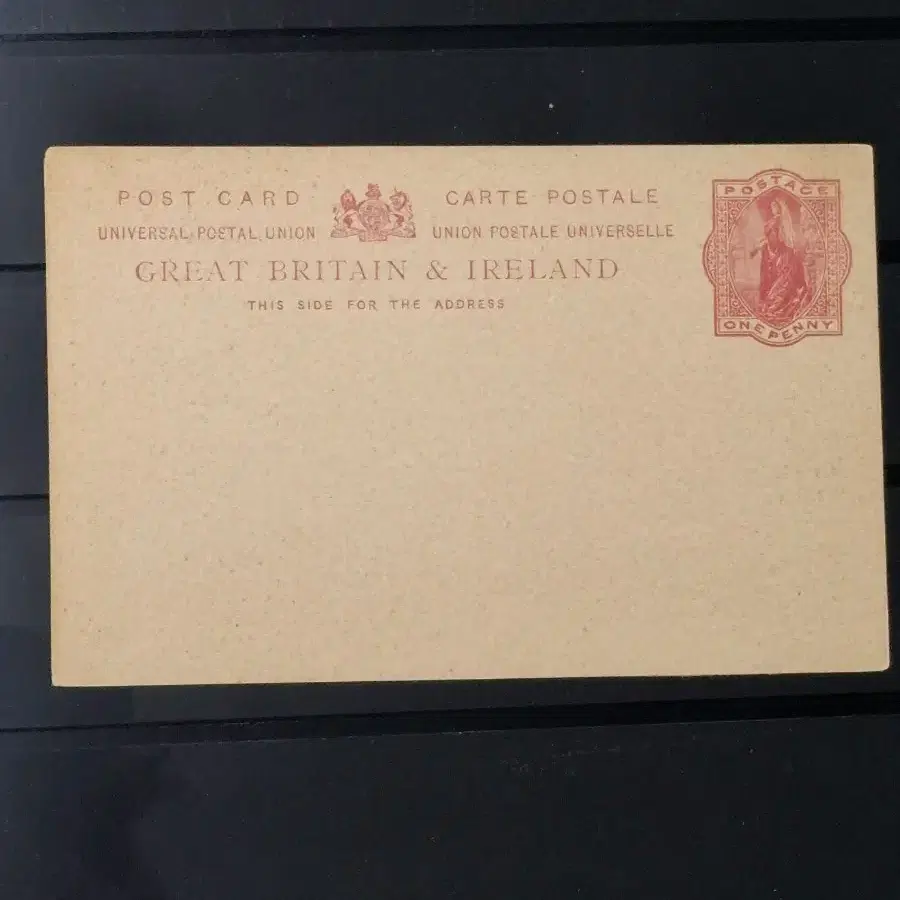 POST CARD CARTE POSTALE
UNIVERSAL POSTAL UNION UNION POSTALE UNIVERSELLE
GREAT BRITAIN & IRELAND
THIS SIDE FOR THE ADDRESS
POSTAGE
ONE PENNY